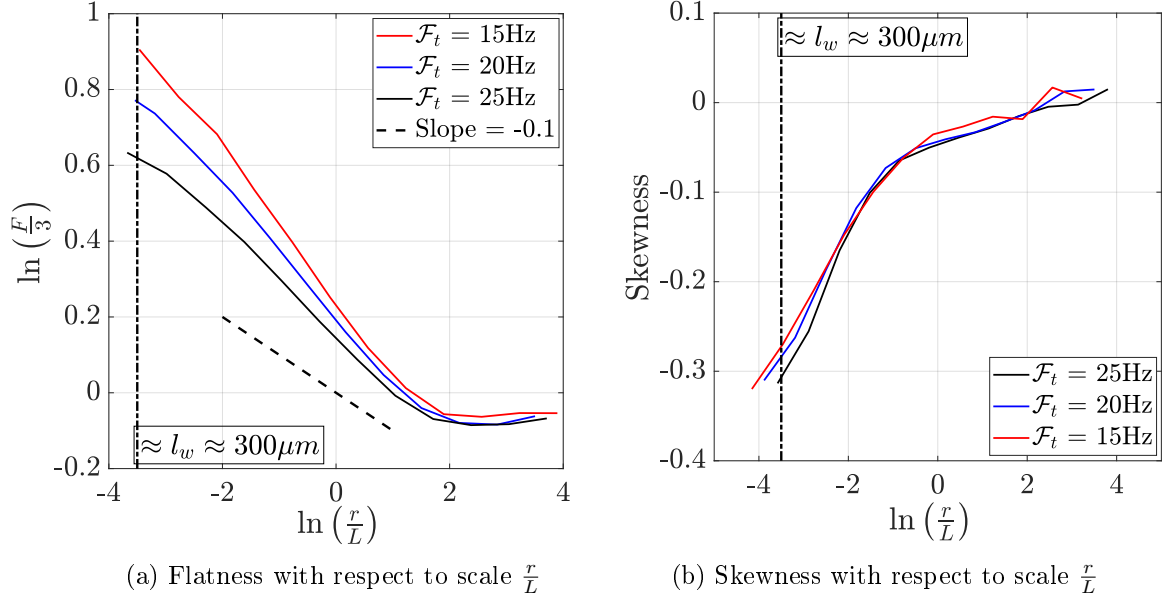 1
0.8
0.6
0.4
0.2
0
-0.2
-4
-2
0
2
4
ln (F/3)
ln (r/L)
ℱₜ = 15Hz
ℱₜ = 20Hz
ℱₜ = 25Hz
Slope = -0.1
≈ l_w ≈ 300μm
(a) Flatness with respect to scale r/L
0.1
0
-0.1
-0.2
-0.3
-0.4
-4
-2
0
2
4
Skewness
ln (r/L)
≈ l_w ≈ 300μm
ℱₜ = 25Hz
ℱₜ = 20Hz
ℱₜ = 15Hz
(b) Skewness with respect to scale r/L